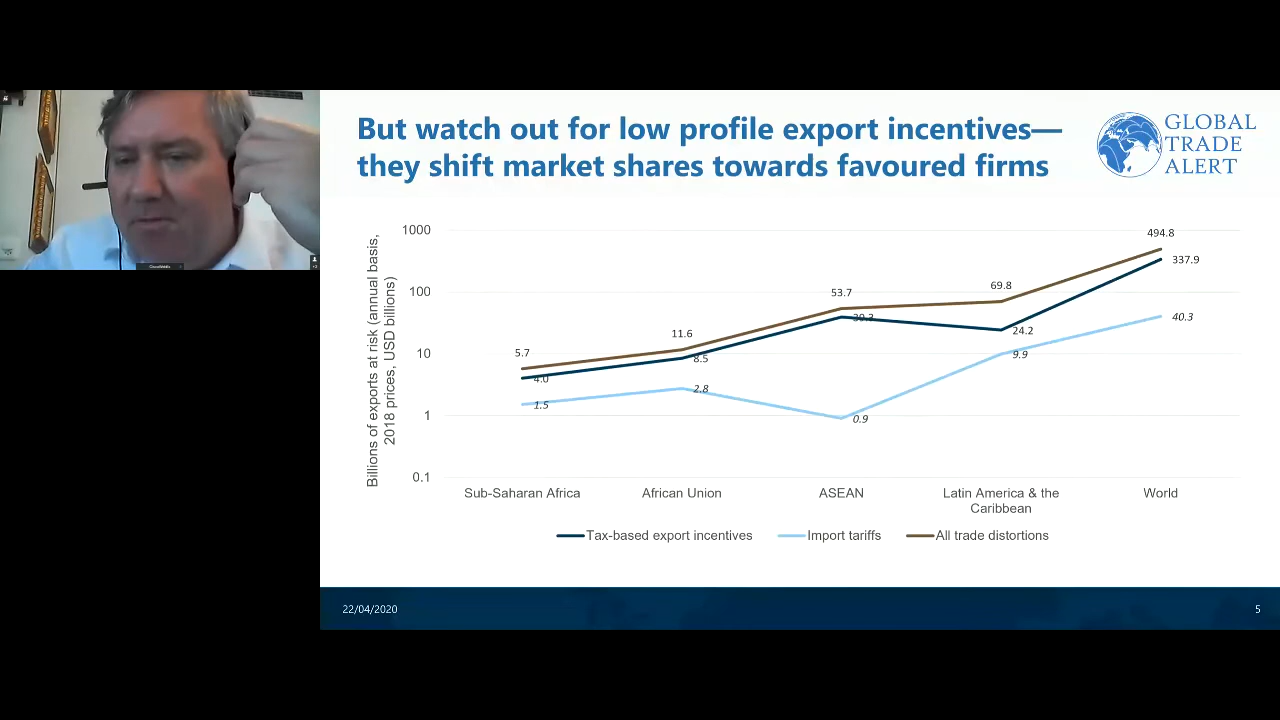 But watch out for low profile export incentives—
they shift market shares towards favoured firms
GLOBAL
TRADE
ALERT
Billions of exports at risk (annual basis,
2018 prices, USD billions)
1000
100
10
1
0.1
5.7
11.6
53.7
69.8
494.8
4.0
8.5
39.3
24.2
337.9
1.5
2.8
0.9
9.9
40.3
Sub-Saharan Africa
African Union
ASEAN
Latin America & the
Caribbean
World
Tax-based export incentives
Import tariffs
All trade distortions
22/04/2020
5